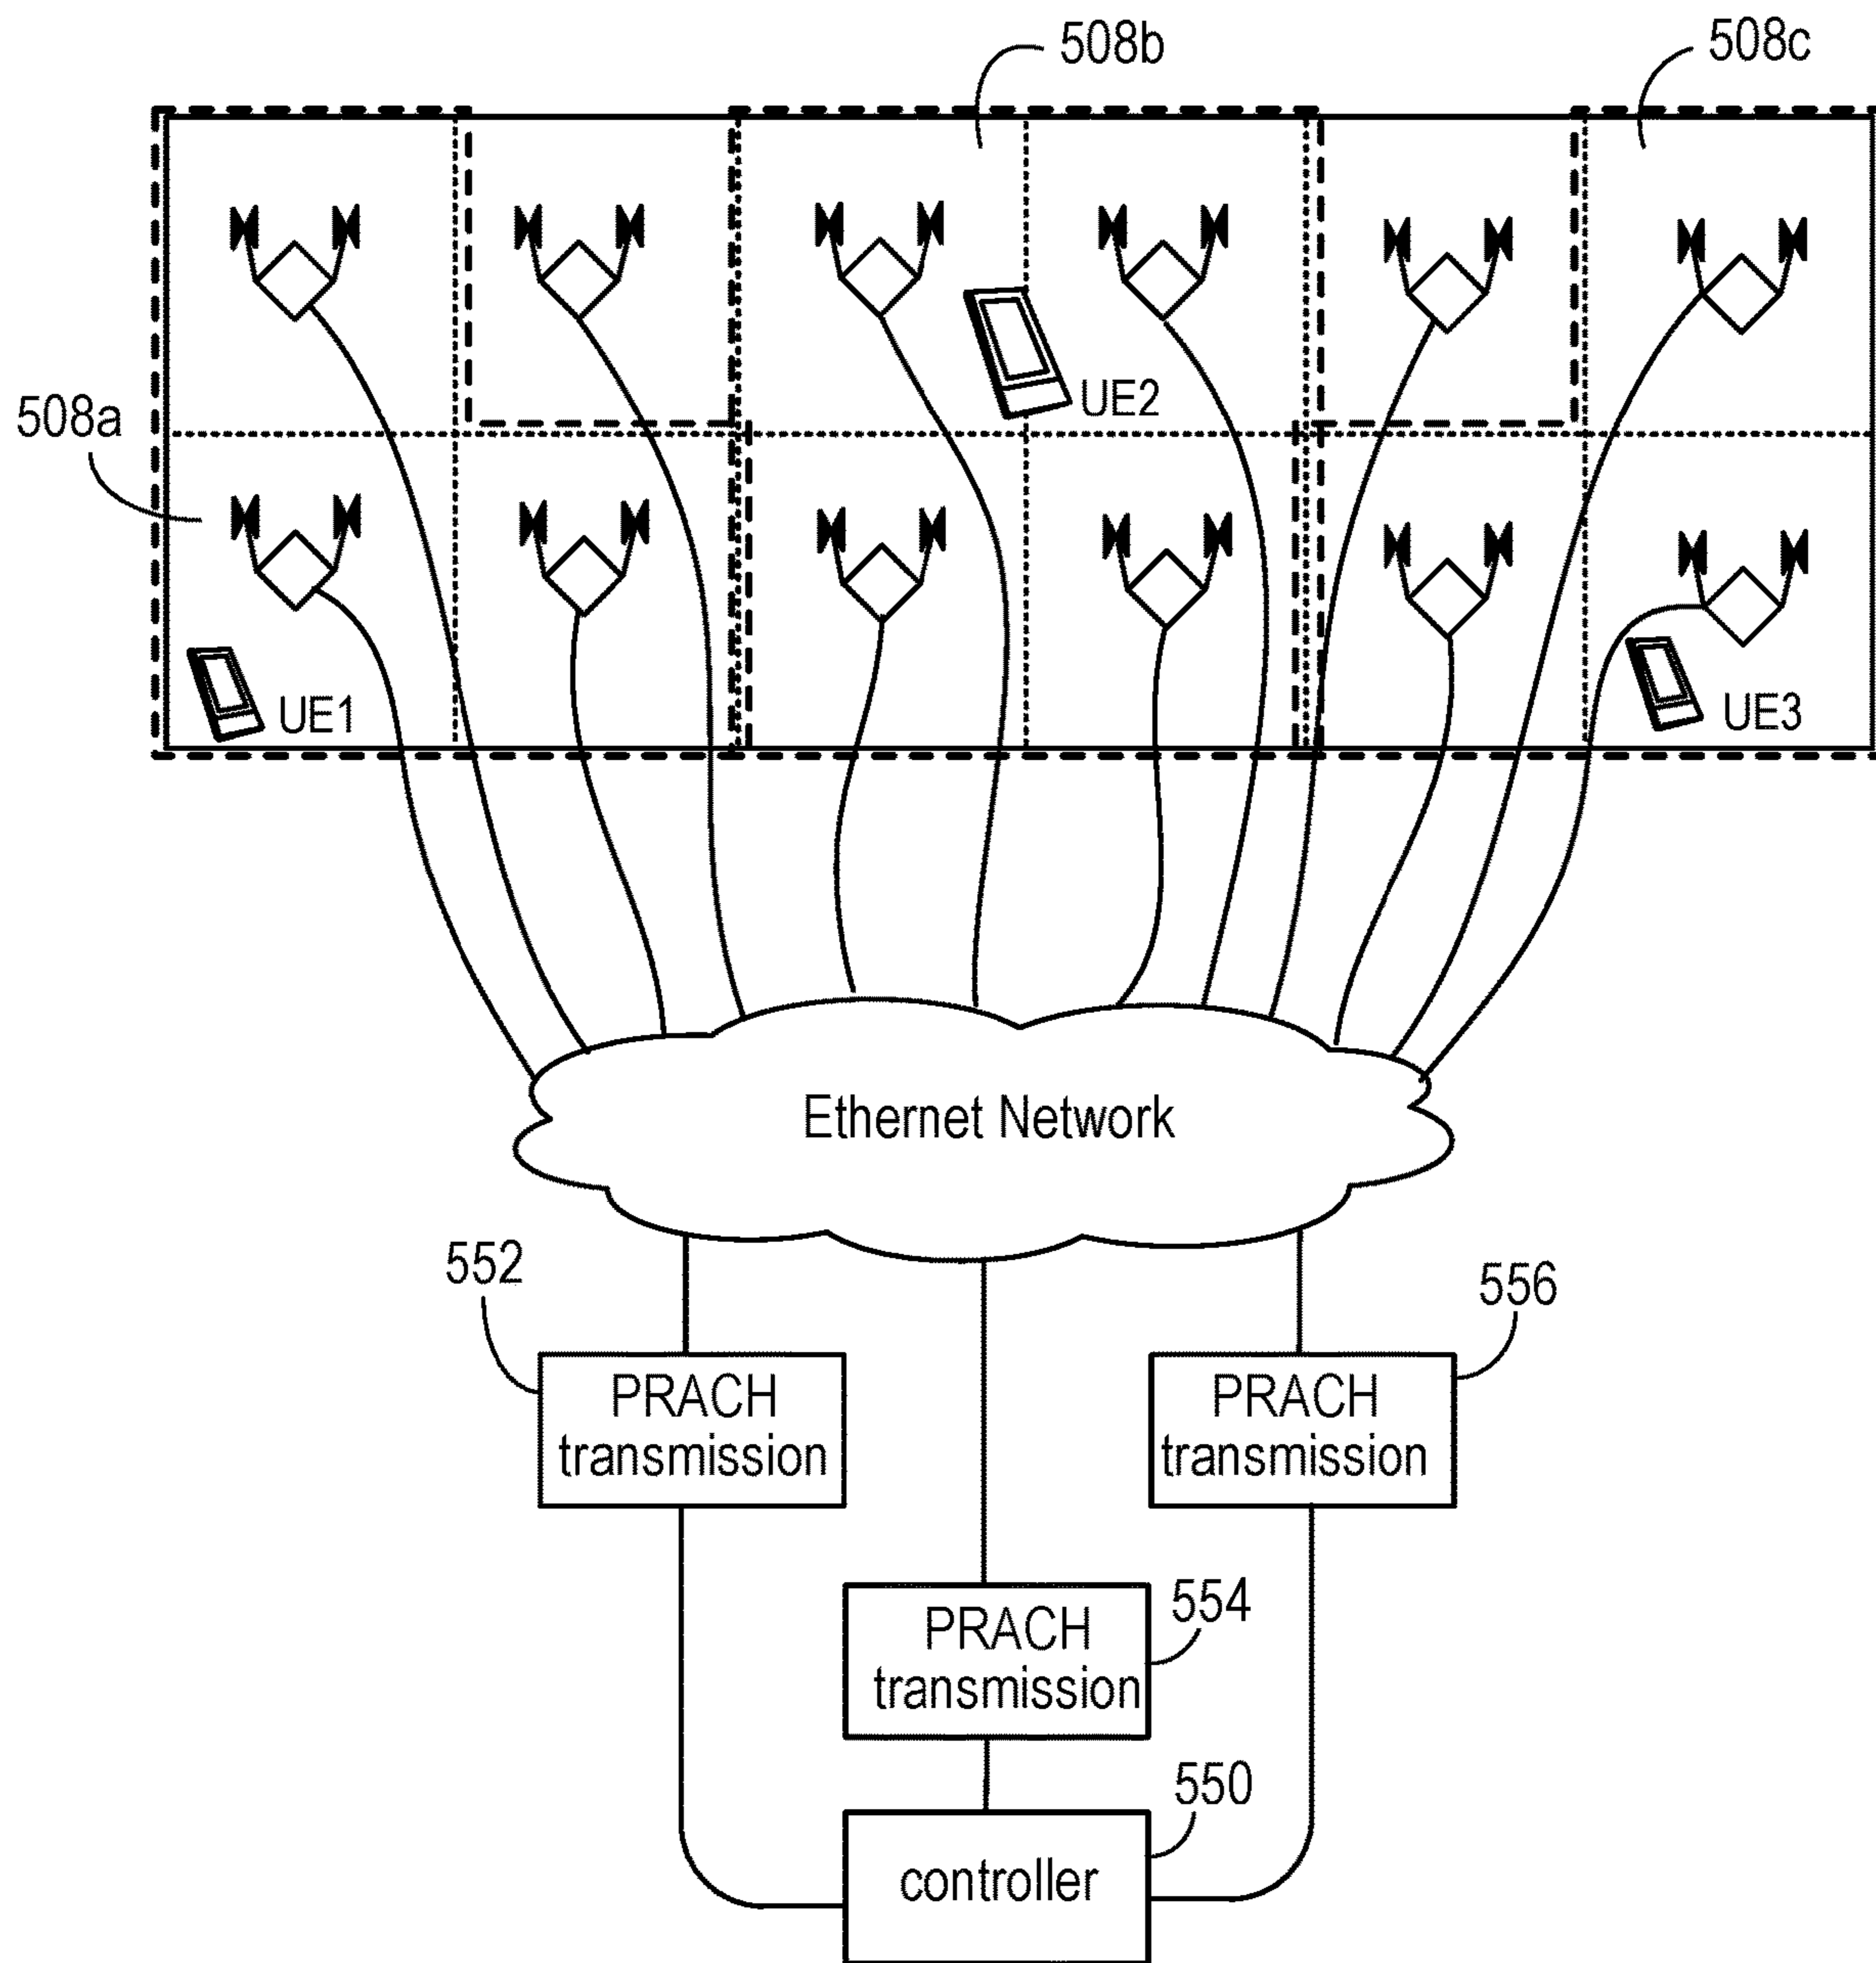 508b
508c
508a
UE2
UE1
UE3
Ethernet Network
552
556
PRACH
transmission
PRACH
transmission
554
PRACH
transmission
550
controller